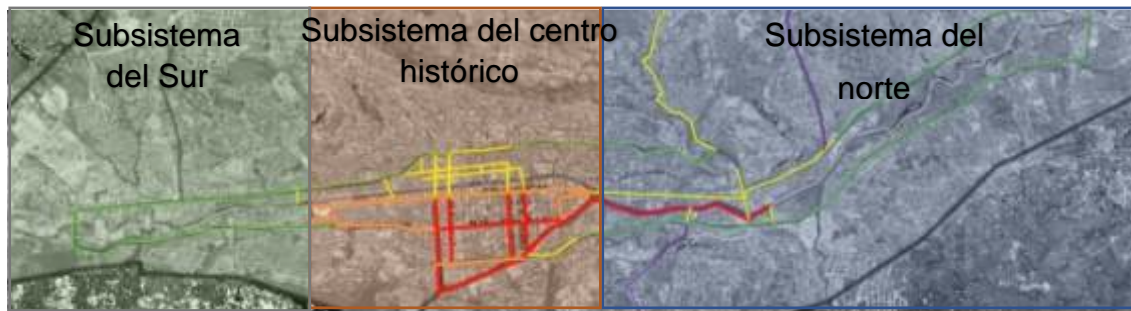 Subsistema
del Sur
Subsistema del centro
histórico
Subsistema del
norte